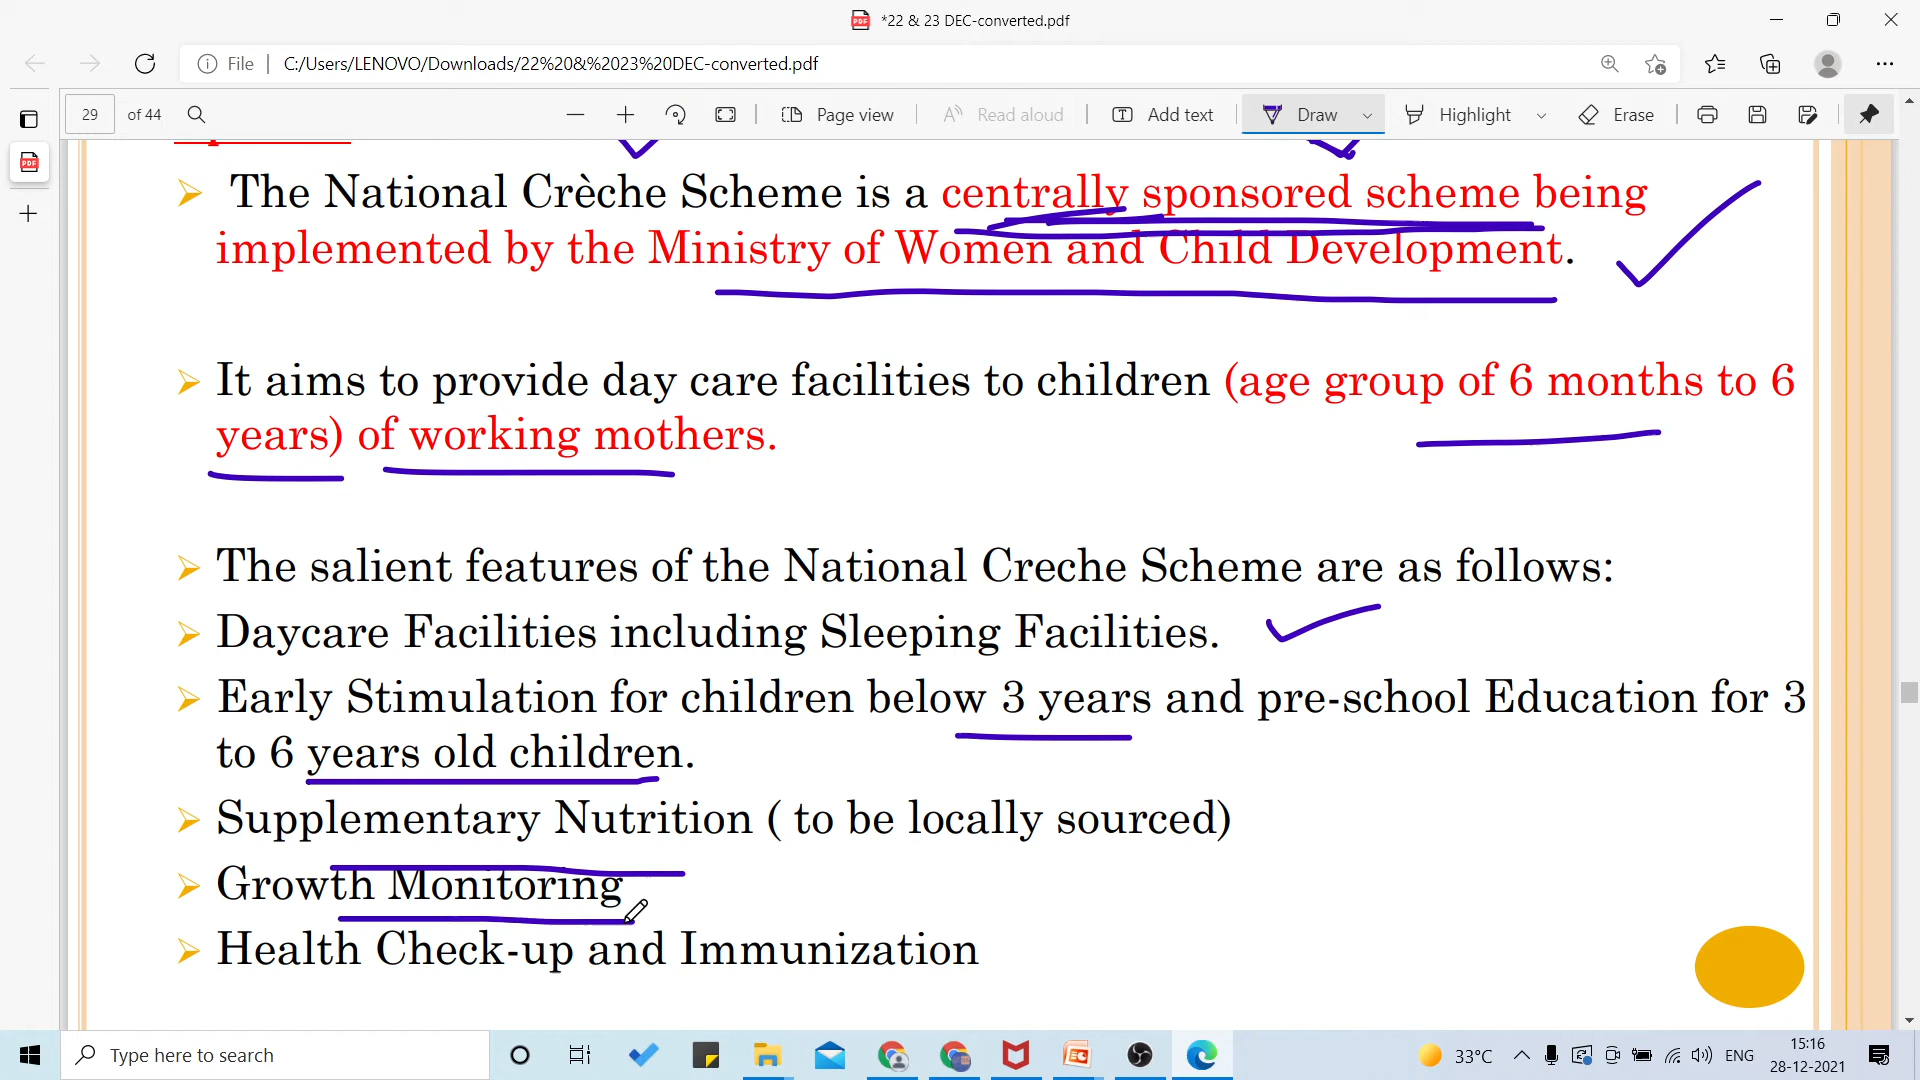 *22 & 23 DEC-converted.pdf
File | C:/Users/LENOVO/Downloads/22%20&%2023%20DEC-converted.pdf
29 of 44 Page view Read aloud Add text Draw Highlight Erase
➢ The National Crèche Scheme is a centrally sponsored scheme being
implemented by the Ministry of Women and Child Development.
➢ It aims to provide day care facilities to children (age group of 6 months to 6
years) of working mothers.
➢ The salient features of the National Creche Scheme are as follows:
➢ Daycare Facilities including Sleeping Facilities.
➢ Early Stimulation for children below 3 years and pre-school Education for 3
to 6 years old children.
➢ Supplementary Nutrition ( to be locally sourced)
➢ Growth Monitoring
➢ Health Check-up and Immunization
Type here to search 33°C ENG 15:16
28-12-2021